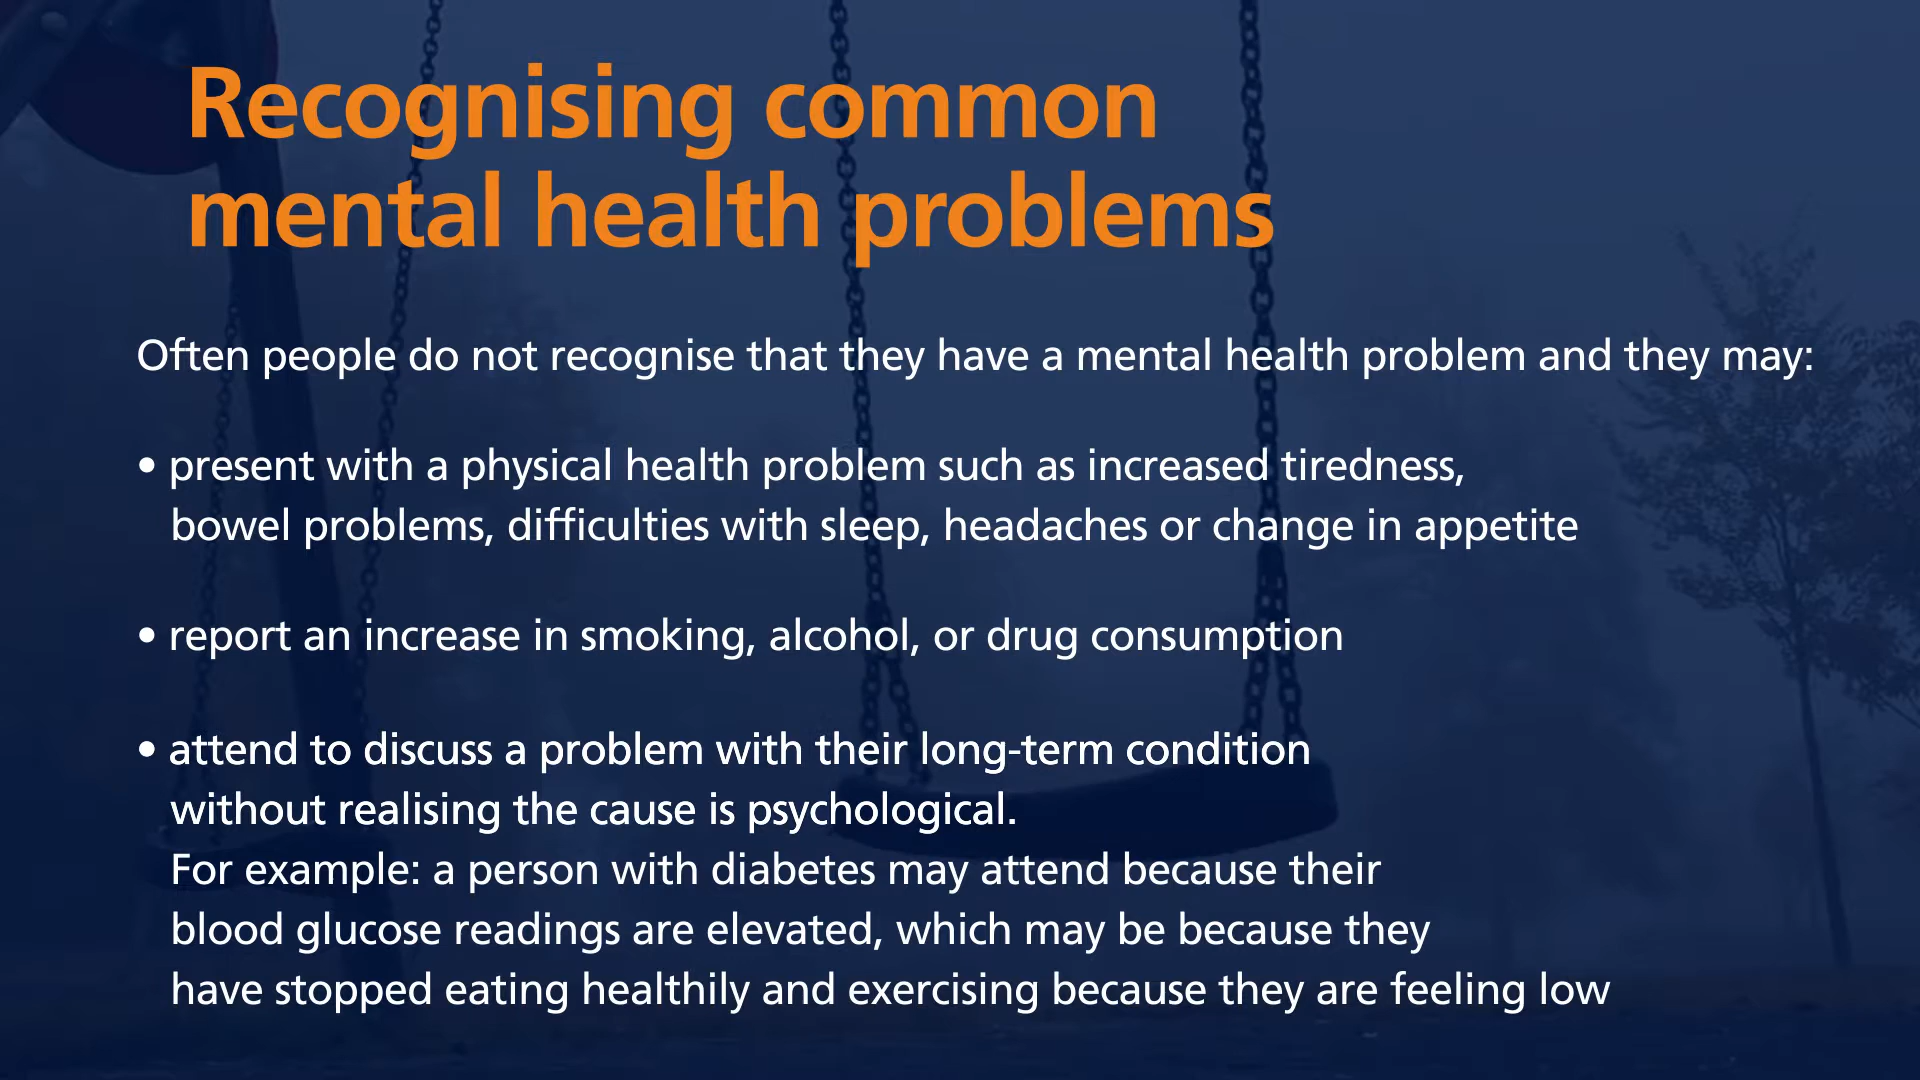 Recognising common
mental health problems
Often people do not recognise that they have a mental health problem and they may:
• present with a physical health problem such as increased tiredness,
bowel problems, difficulties with sleep, headaches or change in appetite
• report an increase in smoking, alcohol, or drug consumption
• attend to discuss a problem with their long-term condition
without realising the cause is psychological.
For example: a person with diabetes may attend because their
blood glucose readings are elevated, which may be because they
have stopped eating healthily and exercising because they are feeling low